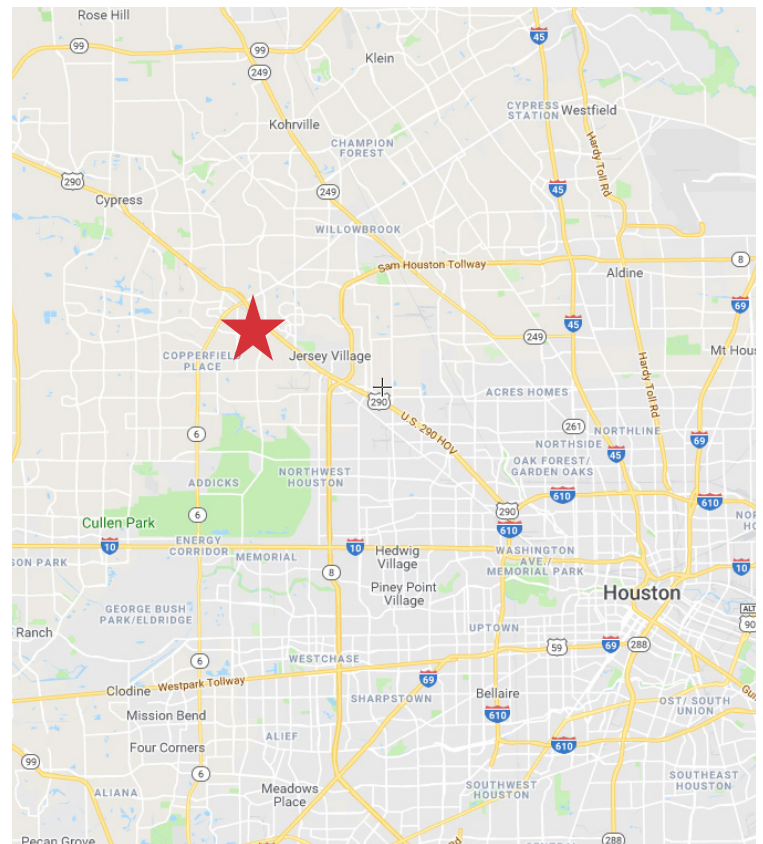 Rose Hill
45
99
99
Klein
249
CYPRESS
STATION
Westfield
Kohrville
Hardy Toll Rd
CHAMPION
FOREST
290
45
249
Cypress
WILLOWBROOK
Sam Houston Tollway
8
Aldine
69
45
249
COPPERFIELD
PLACE
Jersey Village
Mt Hous
Hardy Toll Rd
290
ACRES HOMES
U.S. 290 HOV
261
NORTHLINE
6
NORTHSIDE
69
45
OAK FOREST/
GARDEN OAKS
NORTHWEST
HOUSTON
ADDICKS
610
610
290
6
Cullen Park
610
ENERGY
CORRIDOR
10
10
MEMORIAL
Hedwig
Village
WASHINGTON
AVE./
MEMORIAL PARK
SON PARK
10
8
Piney Point
Village
Houston
GEORGE BUSH
PARK/ELDRIDGE
ALT
90
UPTOWN
Ranch
59
69
288
WESTCHASE
6
69
Westpark Tollway
Clodine
SHARPSTOWN
Bellaire
OST/ SOUTH
UNION
Mission Bend
610
ALIEF
Four Corners
610
99
6
SOUTHEAST
HOUSTON
ALIANA
Meadows
Place
SOUTHWEST
HOUSTON
Pecan Grove
Rd
288